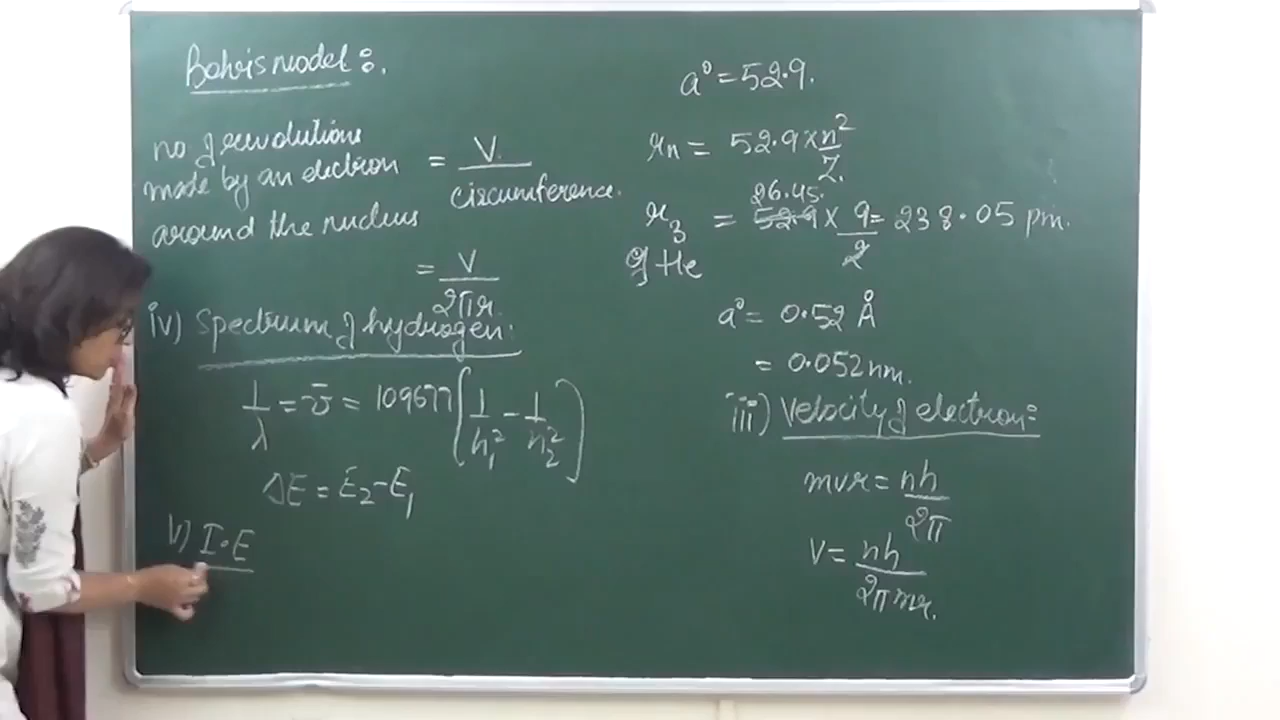 Bohr's model :.
no of revolutions
made by an electron = V / circumference.
around the nucleus
= V / 2πr
iv) Spectrum of hydrogen:
1/λ = ν̄ = 109677 (1/n₁² - 1/n₂²)
ΔE = E₂ - E₁
V) I.E
a° = 52.9.
rn = 52.9 × n²/Z.
26.45.
r₃ = 52.9 × 9/2 = 238.05 pm.
of He
a° = 0.52 Å
= 0.052 nm.
iii) Velocity of electron:
mvr = nh/2π
V = nh/2πmr.